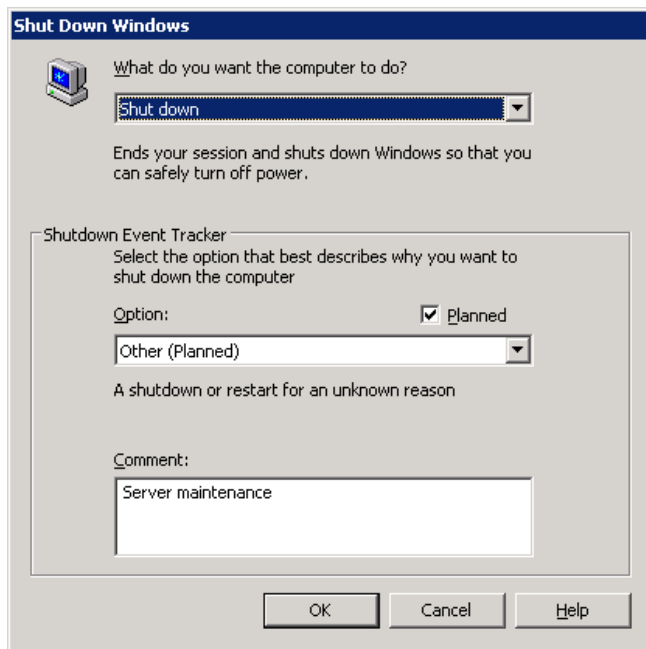 Shut Down Windows
What do you want the computer to do?
Shut down
Ends your session and shuts down Windows so that you
can safely turn off power.
Shutdown Event Tracker
Select the option that best describes why you want to
shut down the computer
Option:
Planned
Other (Planned)
A shutdown or restart for an unknown reason
Comment:
Server maintenance
OK
Cancel
Help